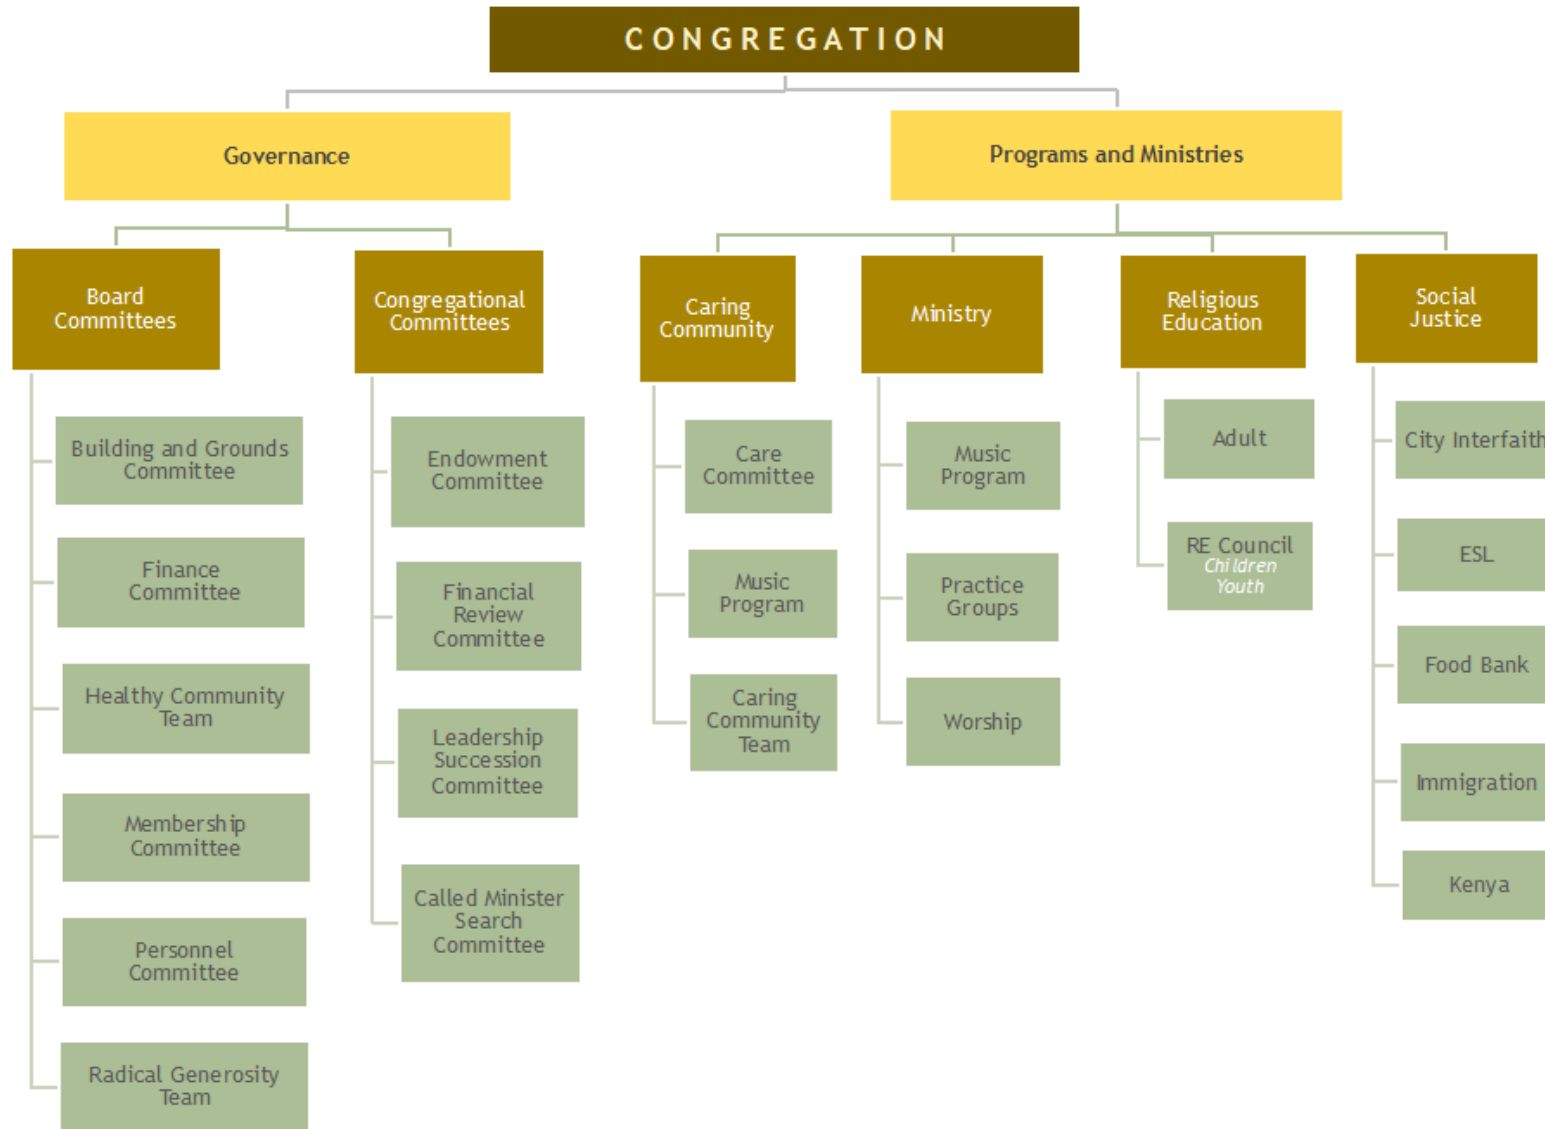 CONGREGATION
Governance
Programs and Ministries
Board
Committees
Building and Grounds
Committee
Finance
Committee
Healthy Community
Team
Membership
Committee
Personnel
Committee
Radical Generosity
Team
Congregational
Committees
Endowment
Committee
Financial
Review
Committee
Leadership
Succession
Committee
Called Minister
Search
Committee
Caring
Community
Care
Committee
Music
Program
Caring
Community
Team
Ministry
Music
Program
Practice
Groups
Worship
Religious
Education
Adult
RE Council
Children
Youth
Social
Justice
City Interfaith
ESL
Food Bank
Immigration
Kenya